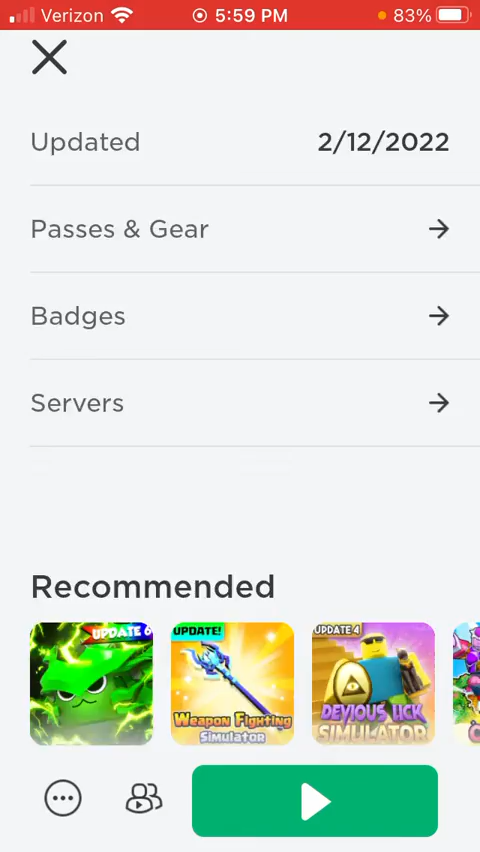 Verizon 5:59 PM 83%
Updated 2/12/2022
Passes & Gear
Badges
Servers
Recommended
UPDATE 6
UPDATE!
Weapon Fighting
Simulator
UPDATE 4
DEVIOUS LICK
SIMULATOR